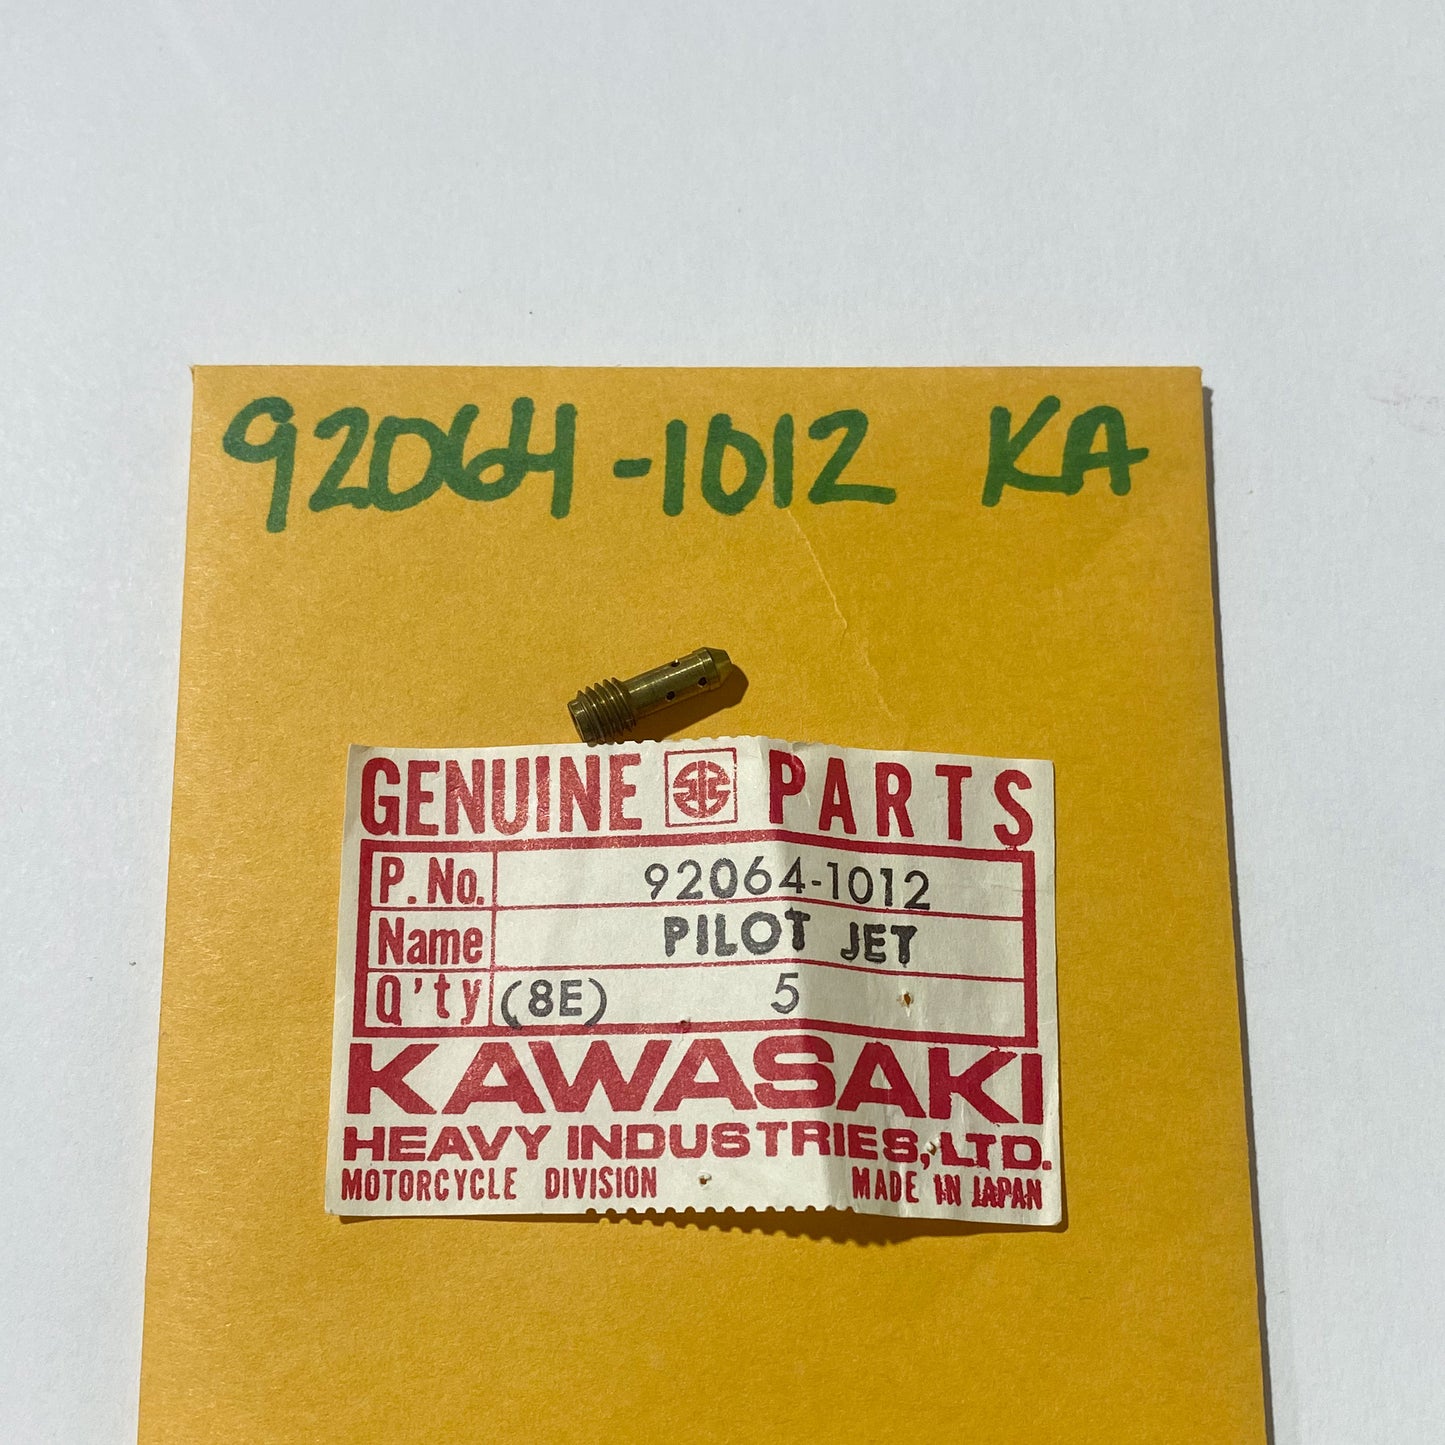 92064-1012 KA
GENUINE PARTS
P. No. 92064-1012
Name PILOT JET
Q'ty (8E) 5
KAWASAKI
HEAVY INDUSTRIES, LTD.
MOTORCYCLE DIVISION MADE IN JAPAN